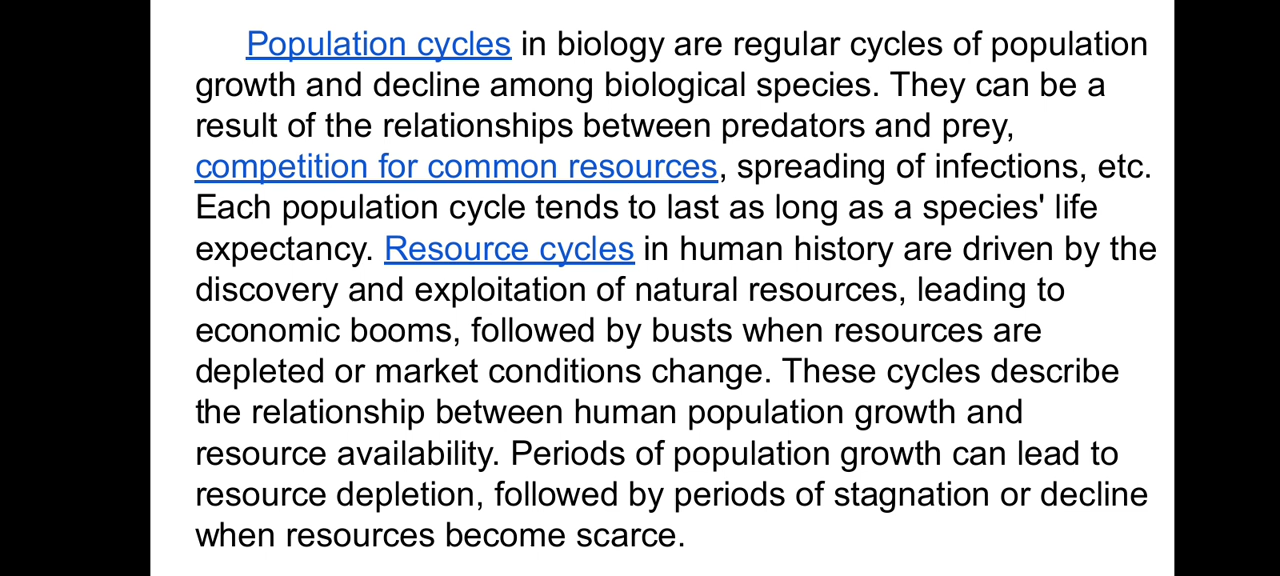 Population cycles in biology are regular cycles of population
growth and decline among biological species. They can be a
result of the relationships between predators and prey,
competition for common resources, spreading of infections, etc.
Each population cycle tends to last as long as a species' life
expectancy. Resource cycles in human history are driven by the
discovery and exploitation of natural resources, leading to
economic booms, followed by busts when resources are
depleted or market conditions change. These cycles describe
the relationship between human population growth and
resource availability. Periods of population growth can lead to
resource depletion, followed by periods of stagnation or decline
when resources become scarce.